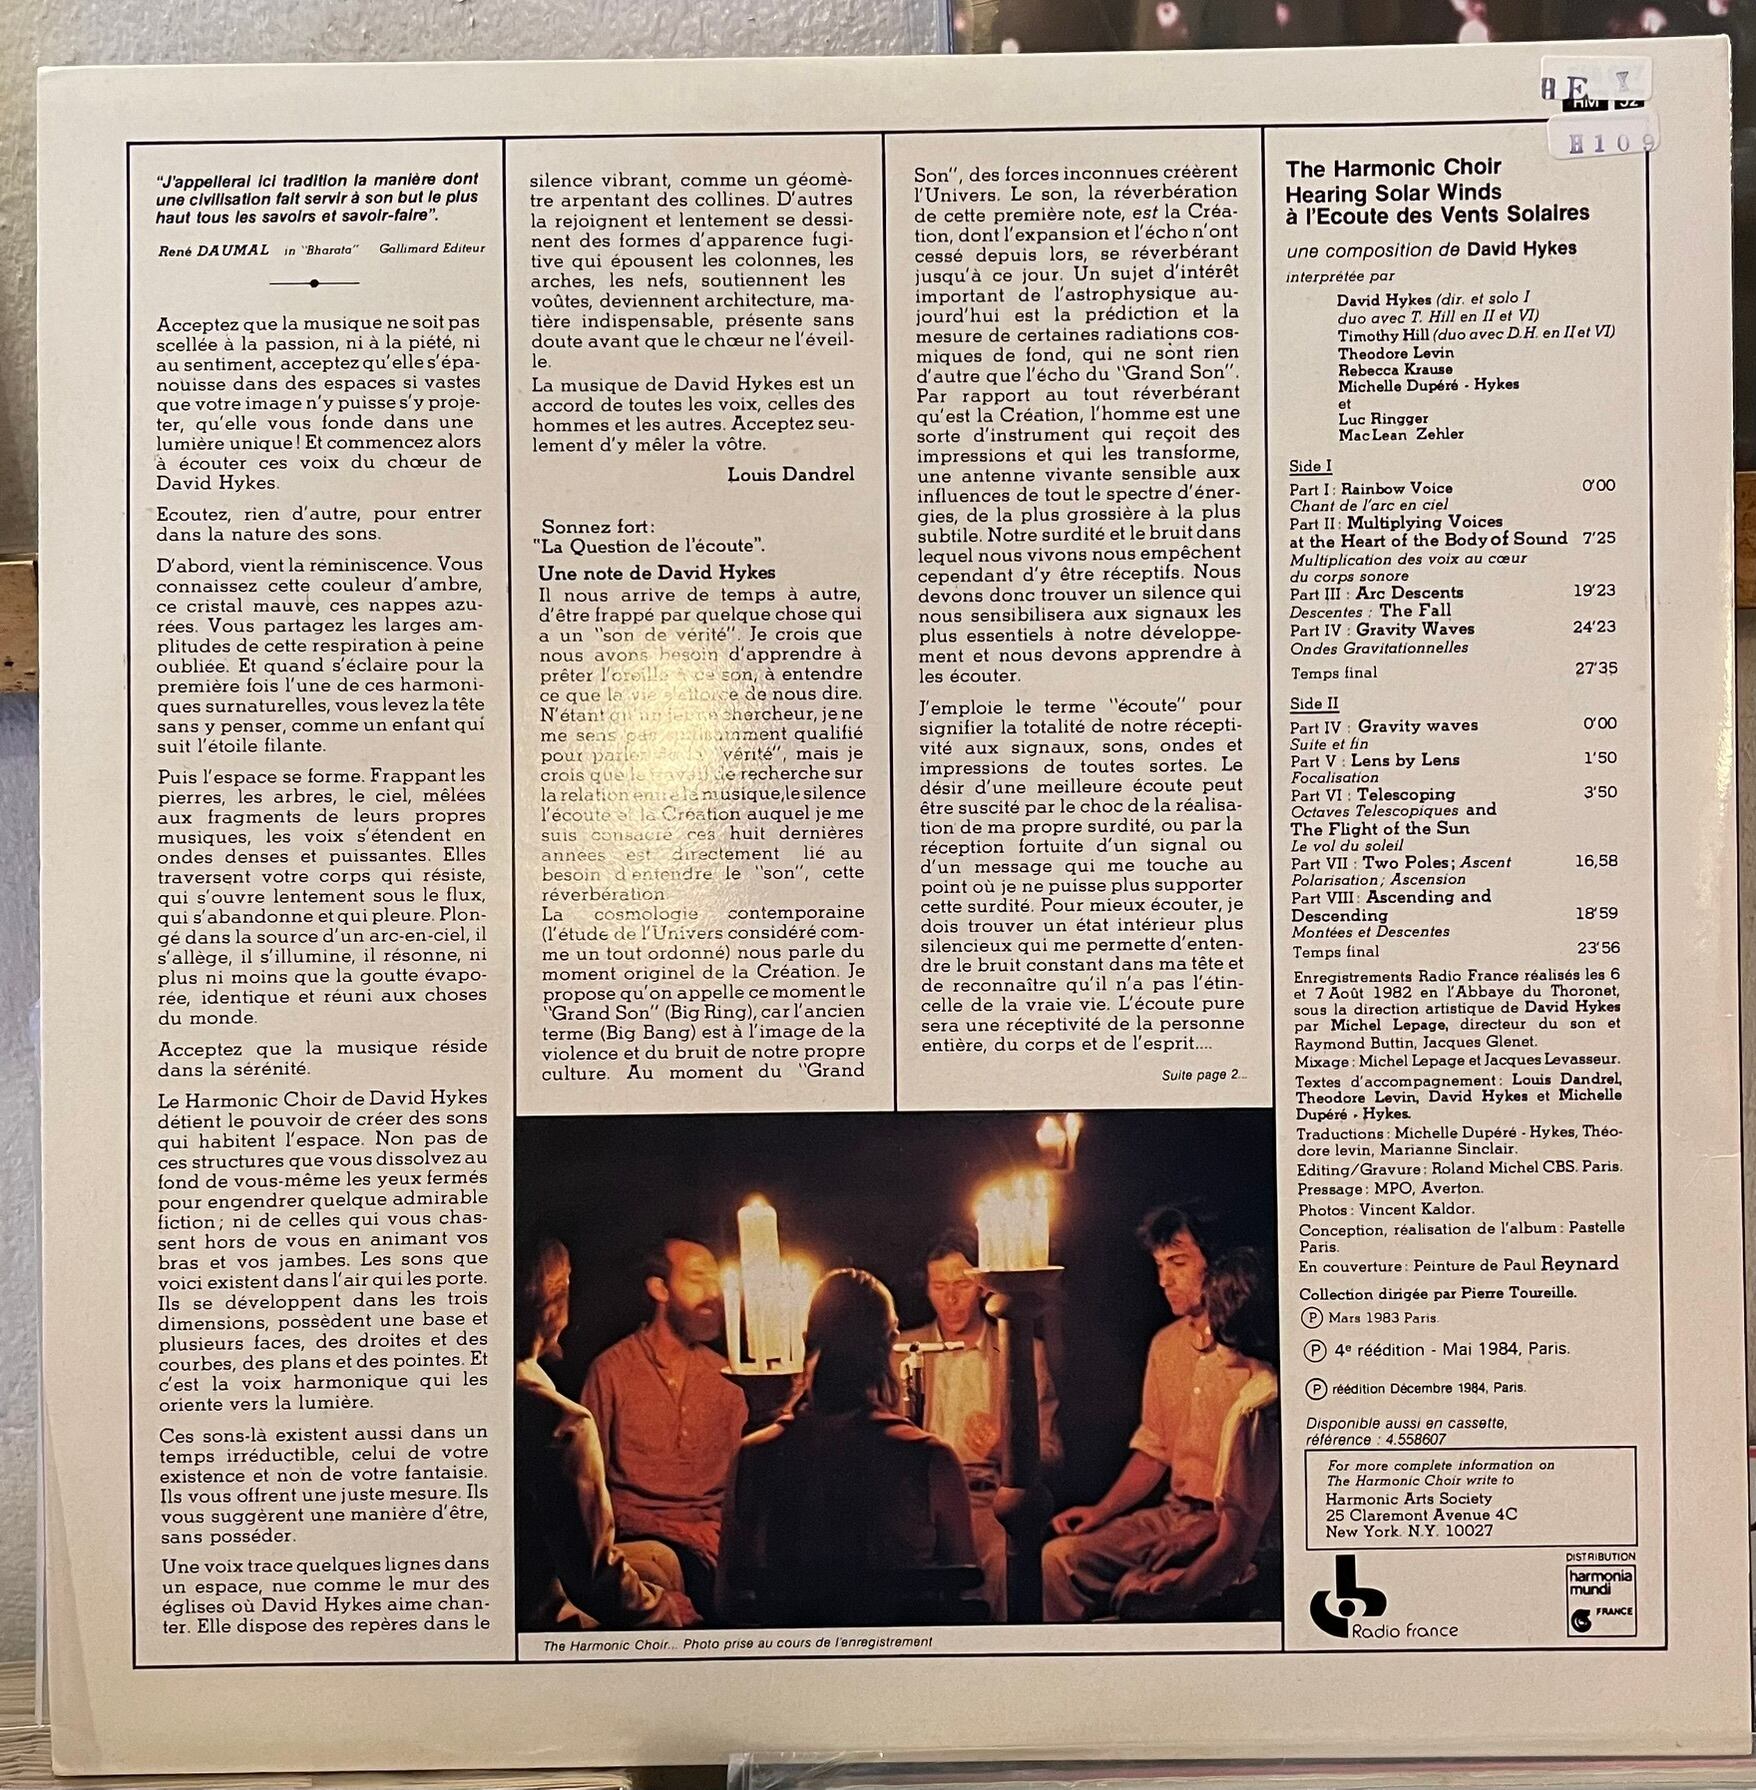 H E X
HM 52
H109
"J'appellerai ici tradition la manière dont
une civilisation fait servir à son but le plus
haut tous les savoirs et savoir-faire".
René DAUMAL in "Bharata" Gallimard Editeur
Acceptez que la musique ne soit pas
scellée à la passion, ni à la piété, ni
au sentiment, acceptez qu'elle s'épa-
nouisse dans des espaces si vastes
que votre image n'y puisse s'y proje-
ter, qu'elle vous fonde dans une
lumière unique! Et commencez alors
à écouter ces voix du chœur de
David Hykes.
Ecoutez, rien d'autre, pour entrer
dans la nature des sons.
D'abord, vient la réminiscence. Vous
connaissez cette couleur d'ambre,
ce cristal mauve, ces nappes azu-
rées. Vous partagez les larges am-
plitudes de cette respiration à peine
oubliée. Et quand s'éclaire pour la
première fois l'une de ces harmoni-
ques surnaturelles, vous levez la tête
sans y penser, comme un enfant qui
suit l'étoile filante.
Puis l'espace se forme. Frappant les
pierres, les arbres, le ciel, mêlées
aux fragments de leurs propres
musiques, les voix s'étendent en
ondes denses et puissantes. Elles
traversent votre corps qui résiste,
qui s'ouvre lentement sous le flux,
qui s'abandonne et qui pleure. Plon-
gé dans la source d'un arc-en-ciel, il
s'allège, il s'illumine, il résonne, ni
plus ni moins que la goutte évapo-
rée, identique et réuni aux choses
du monde.
Acceptez que la musique réside
dans la sérénité.
Le Harmonic Choir de David Hykes
détient le pouvoir de créer des sons
qui habitent l'espace. Non pas de
ces structures que vous dissolvez au
fond de vous-même les yeux fermés
pour engendrer quelque admirable
fiction; ni de celles qui vous chas-
sent hors de vous en animant vos
bras et vos jambes. Les sons que
voici existent dans l'air qui les porte.
Ils se développent dans les trois
dimensions, possèdent une base et
plusieurs faces, des droites et des
courbes, des plans et des pointes. Et
c'est la voix harmonique qui les
oriente vers la lumière.
Ces sons-là existent aussi dans un
temps irréductible, celui de votre
existence et non de votre fantaisie.
Ils vous offrent une juste mesure. Ils
vous suggèrent une manière d'être,
sans posséder.
Une voix trace quelques lignes dans
un espace, nue comme le mur des
églises où David Hykes aime chan-
ter. Elle dispose des repères dans le
silence vibrant, comme un géomè-
tre arpentant des collines. D'autres
la rejoignent et lentement se dessi-
nent des formes d'apparence fugi-
tive qui épousent les colonnes, les
arches, les nefs, soutiennent les
voûtes, deviennent architecture, ma-
tière indispensable, présente sans
doute avant que le chœur ne l'éveil-
le.
La musique de David Hykes est un
accord de toutes les voix, celles des
hommes et les autres. Acceptez seu-
lement d'y mêler la vôtre.
Louis Dandrel
Sonnez fort:
"La Question de l'écoute".
Une note de David Hykes
Il nous arrive de temps à autre,
d'être frappé par quelque chose qui
a un "son de vérité". Je crois que
nous avons besoin d'apprendre à
prêter l'oreille à ce son, à entendre
ce que la vie s'efforce de nous dire.
N'étant qu'un jeune chercheur, je ne
me sens pas suffisamment qualifié
pour parler de la "vérité", mais je
crois que le travail de recherche sur
la relation entre la musique, le silence
l'écoute et la Création auquel je me
suis consacré ces huit dernières
années est directement lié au
besoin d'entendre le "son", cette
réverbération
La cosmologie contemporaine
(l'étude de l'Univers considéré com-
me un tout ordonné) nous parle du
moment originel de la Création. Je
propose qu'on appelle ce moment le
"Grand Son" (Big Ring), car l'ancien
terme (Big Bang) est à l'image de la
violence et du bruit de notre propre
culture. Au moment du "Grand
Son", des forces inconnues créèrent
l'Univers. Le son, la réverbération
de cette première note, est la Créa-
tion, dont l'expansion et l'écho n'ont
cessé depuis lors, se réverbérant
jusqu'à ce jour. Un sujet d'intérêt
important de l'astrophysique au-
jourd'hui est la prédiction et la
mesure de certaines radiations cos-
miques de fond, qui ne sont rien
d'autre que l'écho du "Grand Son".
Par rapport au tout réverbérant
qu'est la Création, l'homme est une
sorte d'instrument qui reçoit des
impressions et qui les transforme,
une antenne vivante sensible aux
influences de tout le spectre d'éner-
gies, de la plus grossière à la plus
subtile. Notre surdité et le bruit dans
lequel nous vivons nous empêchent
cependant d'y être réceptifs. Nous
devons donc trouver un silence qui
nous sensibilisera aux signaux les
plus essentiels à notre développe-
ment et nous devons apprendre à
les écouter.
J'emploie le terme "écoute" pour
signifier la totalité de notre récepti-
vité aux signaux, sons, ondes et
impressions de toutes sortes. Le
désir d'une meilleure écoute peut
être suscité par le choc de la réalisa-
tion de ma propre surdité, ou par la
réception fortuite d'un signal ou
d'un message qui me touche au
point où je ne puisse plus supporter
cette surdité. Pour mieux écouter, je
dois trouver un état intérieur plus
silencieux qui me permette d'enten-
dre le bruit constant dans ma tête et
de reconnaître qu'il n'a pas l'étin-
celle de la vraie vie. L'écoute pure
sera une réceptivité de la personne
entière, du corps et de l'esprit....
Suite page 2...
The Harmonic Choir... Photo prise au cours de l'enregistrement
The Harmonic Choir
Hearing Solar Winds
à l'Ecoute des Vents Solaires
une composition de David Hykes
interprétée par
David Hykes (dir. et solo I
duo avec T. Hill en II et VI)
Timothy Hill (duo avec D.H. en II et VI)
Theodore Levin
Rebecca Krause
Michelle Dupéré - Hykes
et
Luc Ringger
MacLean Zehler
Side I
Part I: Rainbow Voice 0'00
Chant de l'arc en ciel
Part II: Multiplying Voices
at the Heart of the Body of Sound 7'25
Multiplication des voix au cœur
du corps sonore
Part III: Arc Descents 19'23
Descentes : The Fall
Part IV : Gravity Waves 24'23
Ondes Gravitationnelles
Temps final 27'35
Side II
Part IV : Gravity waves 0'00
Suite et fin
Part V : Lens by Lens 1'50
Focalisation
Part VI : Telescoping 3'50
Octaves Telescopiques and
The Flight of the Sun
Le vol du soleil
Part VII : Two Poles; Ascent 16,58
Polarisation; Ascension
Part VIII: Ascending and
Descending 18'59
Montées et Descentes
Temps final 23'56
Enregistrements Radio France réalisés les 6
et 7 Août 1982 en l'Abbaye du Thoronet,
sous la direction artistique de David Hykes
par Michel Lepage, directeur du son et
Raymond Buttin, Jacques Glenet.
Mixage: Michel Lepage et Jacques Levasseur.
Textes d'accompagnement: Louis Dandrel,
Theodore Levin, David Hykes et Michelle
Dupéré - Hykes.
Traductions: Michelle Dupéré - Hykes, Théo-
dore levin, Marianne Sinclair.
Editing/Gravure: Roland Michel CBS. Paris.
Pressage: MPO, Averton.
Photos: Vincent Kaldor.
Conception, réalisation de l'album: Pastelle
Paris.
En couverture: Peinture de Paul Reynard
Collection dirigée par Pierre Toureille.
Ⓟ Mars 1983 Paris.
Ⓟ 4e réédition - Mai 1984, Paris.
Ⓟ réédition Décembre 1984, Paris.
Disponible aussi en cassette,
référence : 4.558607
For more complete information on
The Harmonic Choir write to
Harmonic Arts Society
25 Claremont Avenue 4C
New York. N.Y. 10027
Radio france
DISTRIBUTION
harmonia
mundi
FRANCE